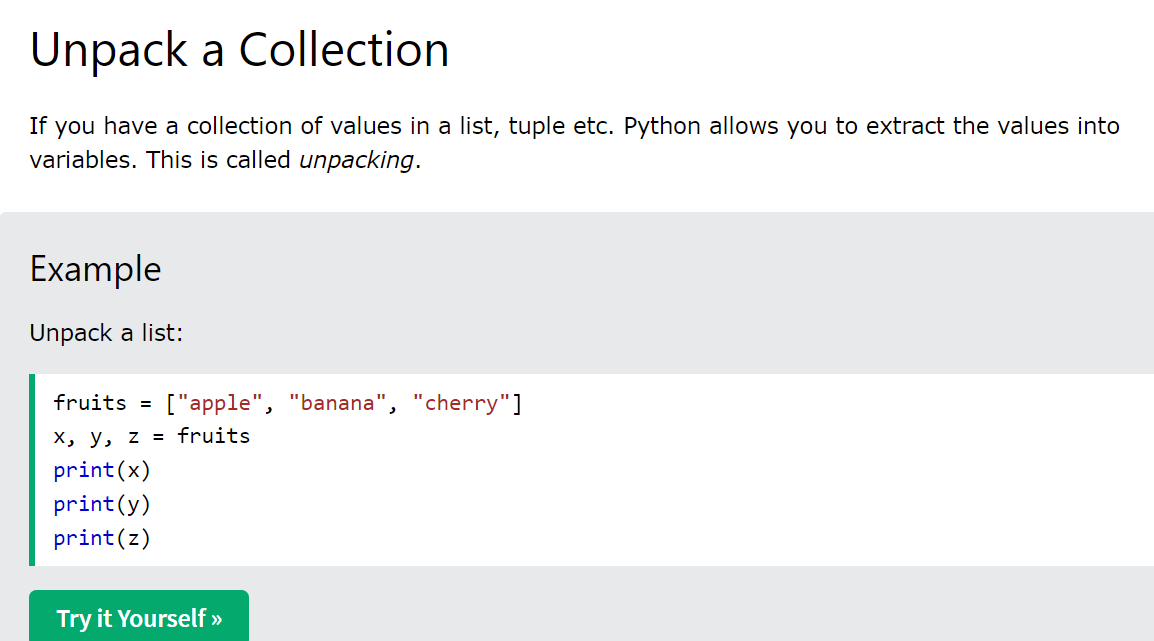 Unpack a Collection
If you have a collection of values in a list, tuple etc. Python allows you to extract the values into
variables. This is called unpacking.
Example
Unpack a list:
fruits = ["apple", "banana", "cherry"]
x, y, z = fruits
print(x)
print(y)
print(z)
Try it Yourself »